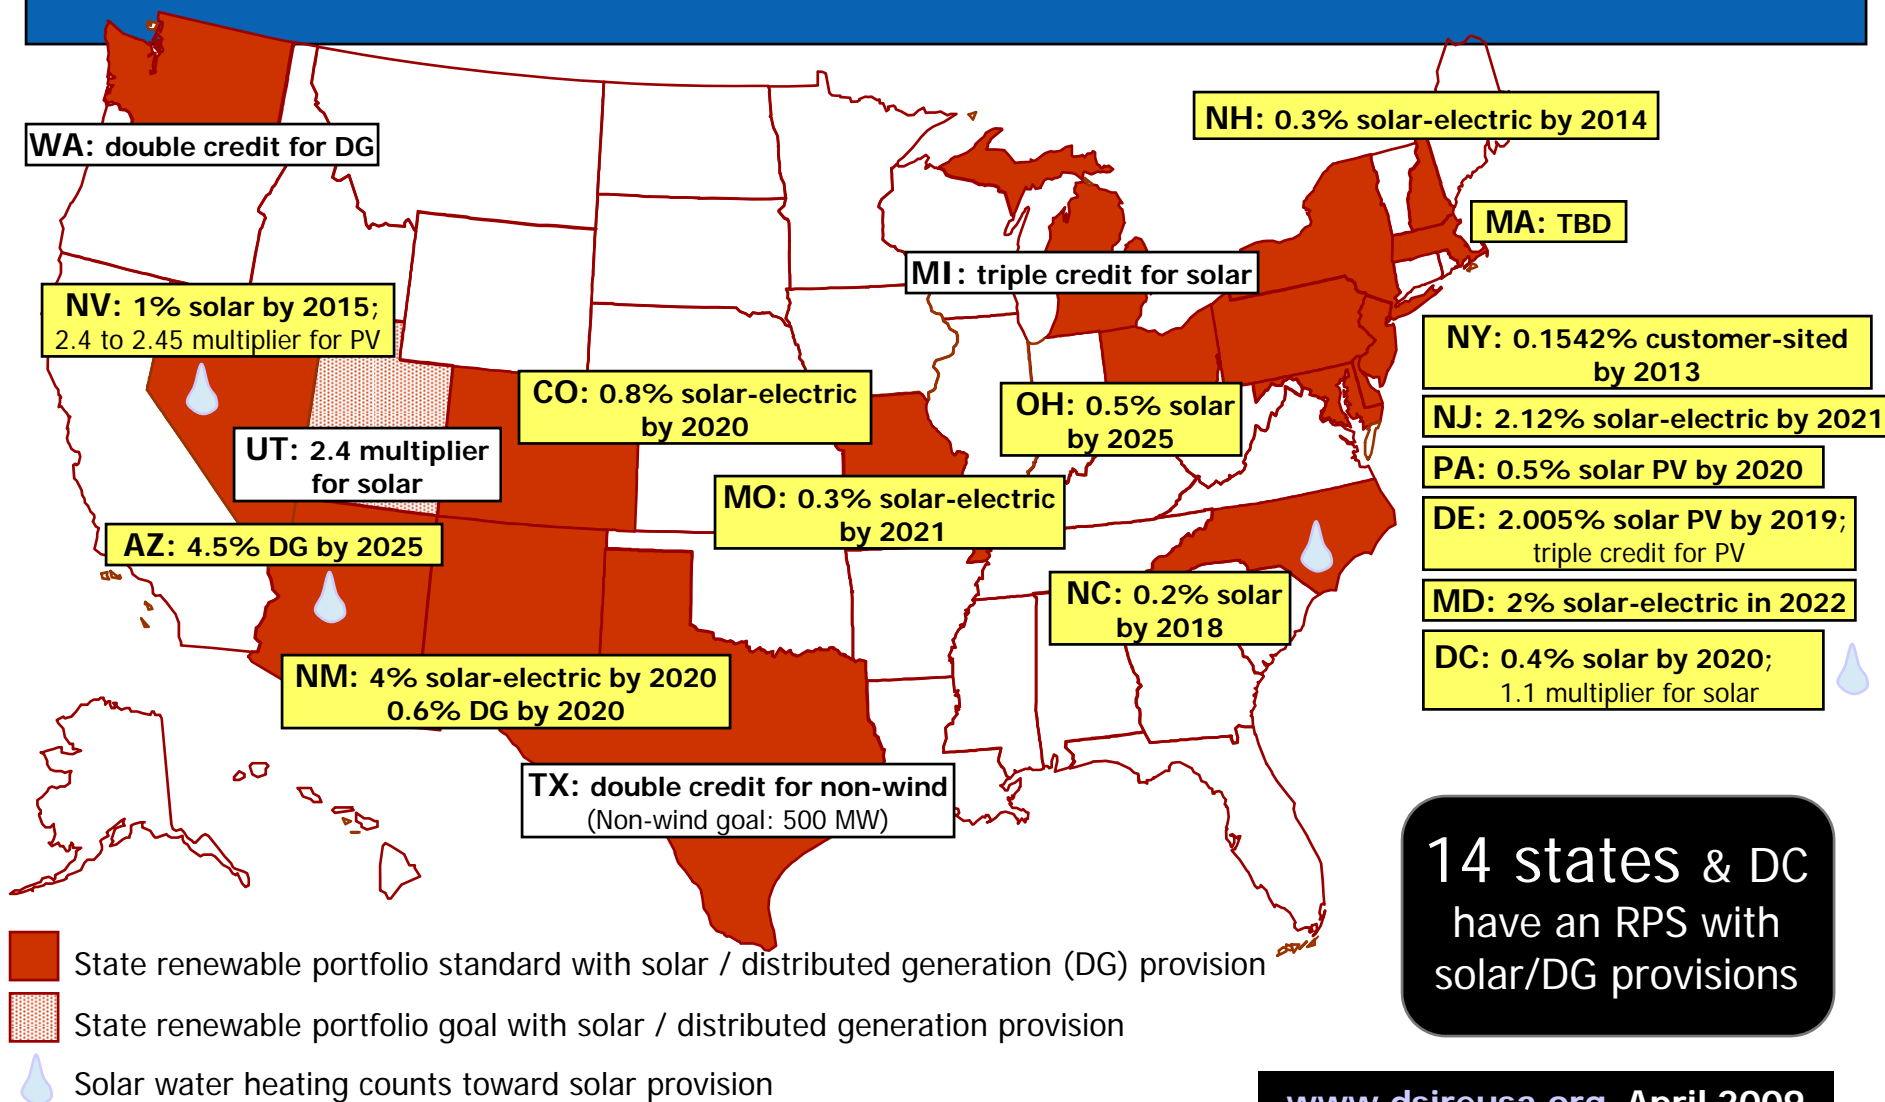 WA: double credit for DG
NH: 0.3% solar-electric by 2014
MA: TBD
MI: triple credit for solar
NV: 1% solar by 2015;
2.4 to 2.45 multiplier for PV
NY: 0.1542% customer-sited
by 2013
CO: 0.8% solar-electric
by 2020
OH: 0.5% solar
by 2025
NJ: 2.12% solar-electric by 2021
UT: 2.4 multiplier
for solar
PA: 0.5% solar PV by 2020
MO: 0.3% solar-electric
by 2021
DE: 2.005% solar PV by 2019;
triple credit for PV
AZ: 4.5% DG by 2025
NC: 0.2% solar
by 2018
MD: 2% solar-electric in 2022
DC: 0.4% solar by 2020;
1.1 multiplier for solar
NM: 4% solar-electric by 2020
0.6% DG by 2020
TX: double credit for non-wind
(Non-wind goal: 500 MW)
14 states & DC
have an RPS with
solar/DG provisions
State renewable portfolio standard with solar / distributed generation (DG) provision
State renewable portfolio goal with solar / distributed generation provision
Solar water heating counts toward solar provision
www.dsireusa.org April 2009